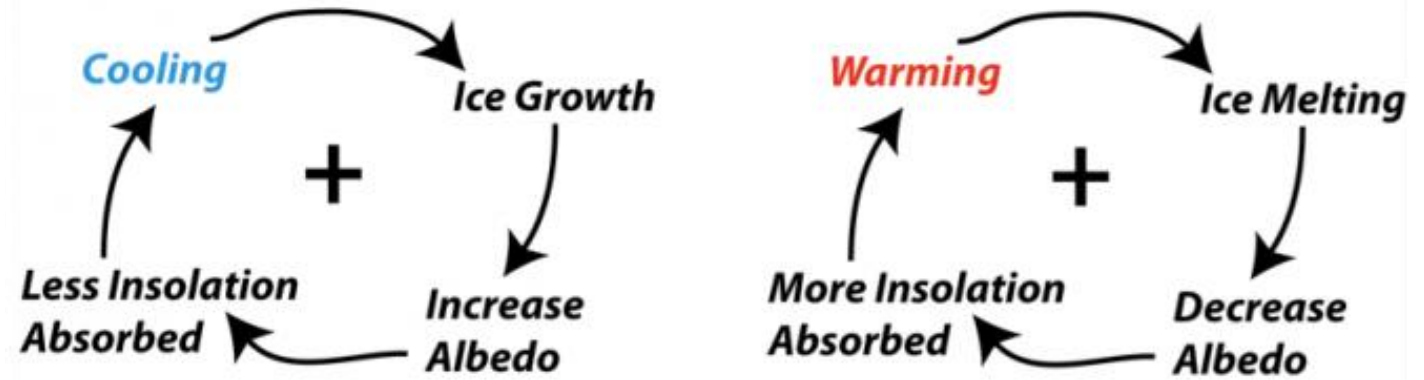 Cooling
Ice Growth
+
Less Insolation
Absorbed
Increase
Albedo
Warming
Ice Melting
+
More Insolation
Absorbed
Decrease
Albedo